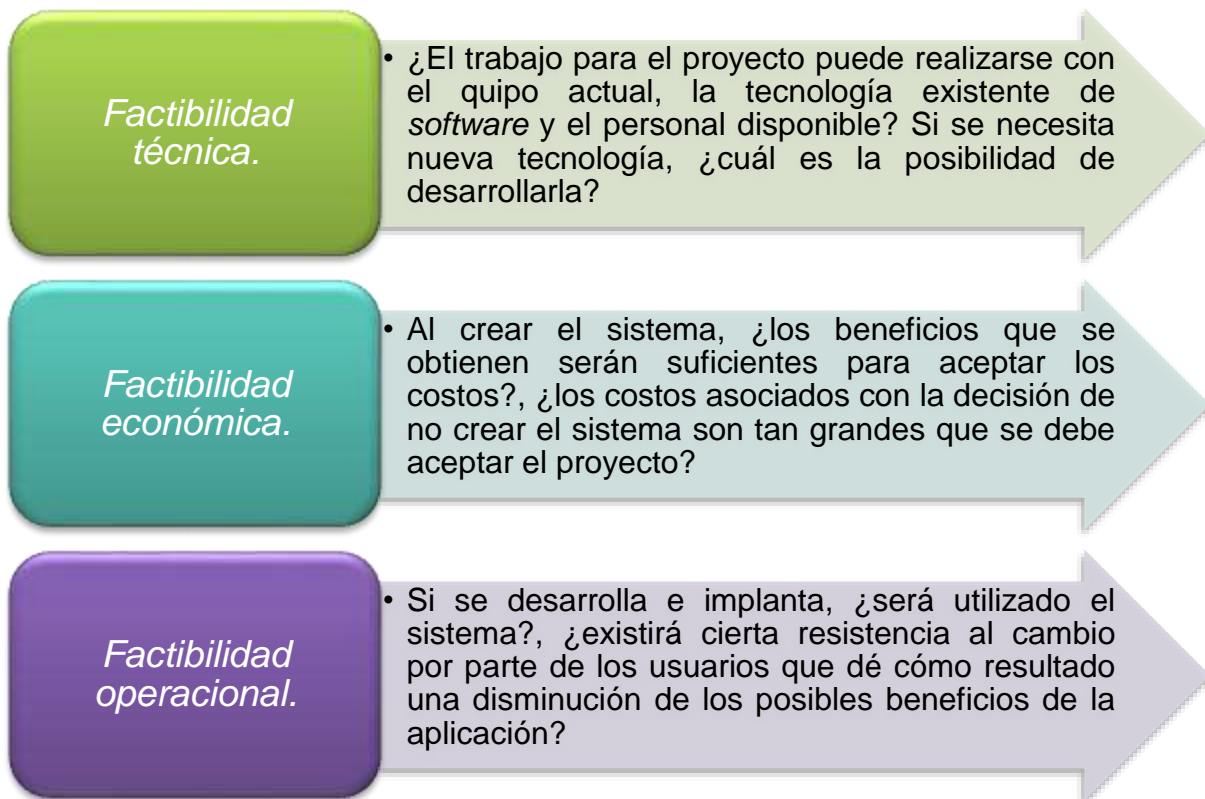 Factibilidad
técnica.
• ¿El trabajo para el proyecto puede realizarse con
el quipo actual, la tecnología existente de
software y el personal disponible? Si se necesita
nueva tecnología, ¿cuál es la posibilidad de
desarrollarla?
Factibilidad
económica.
• Al crear el sistema, ¿los beneficios que se
obtienen serán suficientes para aceptar los
costos?, ¿los costos asociados con la decisión de
no crear el sistema son tan grandes que se debe
aceptar el proyecto?
Factibilidad
operacional.
• Si se desarrolla e implanta, ¿será utilizado el
sistema?, ¿existirá cierta resistencia al cambio
por parte de los usuarios que dé cómo resultado
una disminución de los posibles beneficios de la
aplicación?